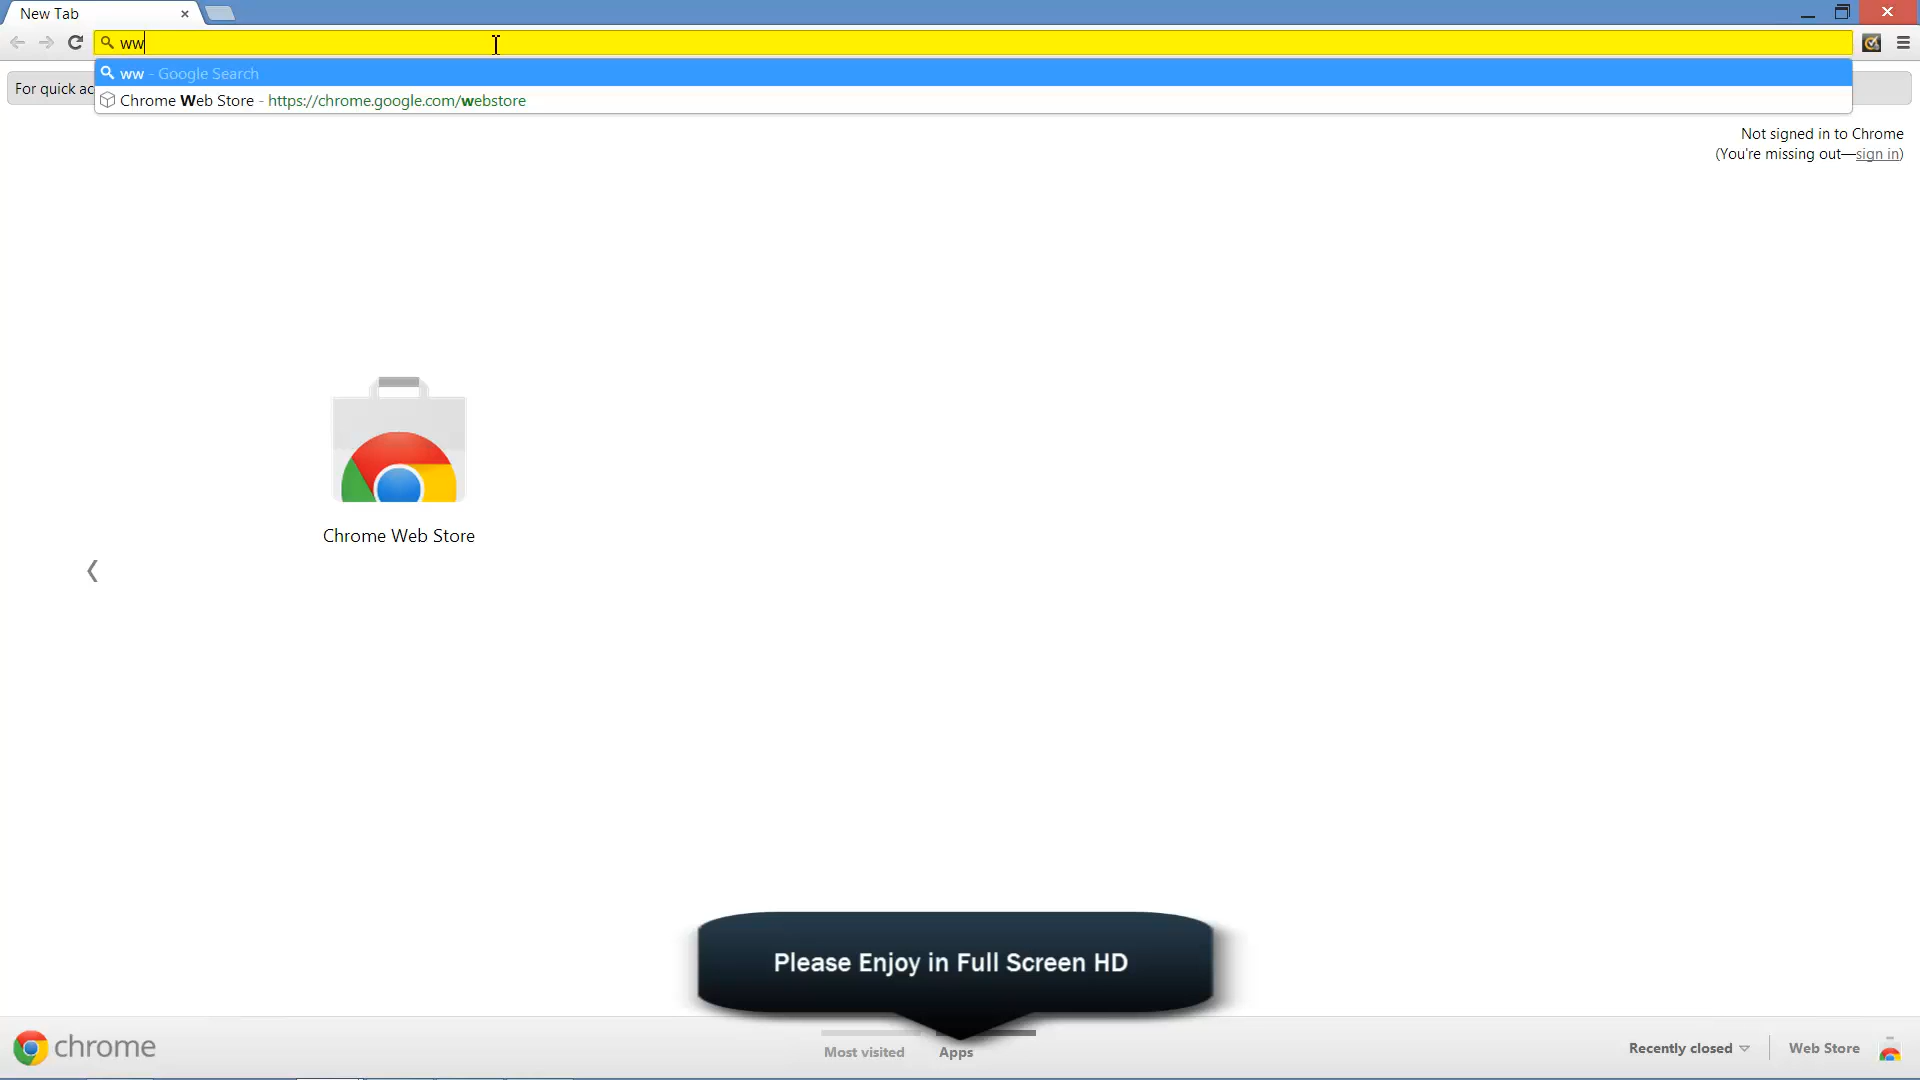 New Tab
ww
ww - Google Search
For quick ac
Chrome Web Store - https://chrome.google.com/webstore
Not signed in to Chrome
(You're missing out—sign in)
Chrome Web Store
Please Enjoy in Full Screen HD
chrome
Most visited
Apps
Recently closed
Web Store